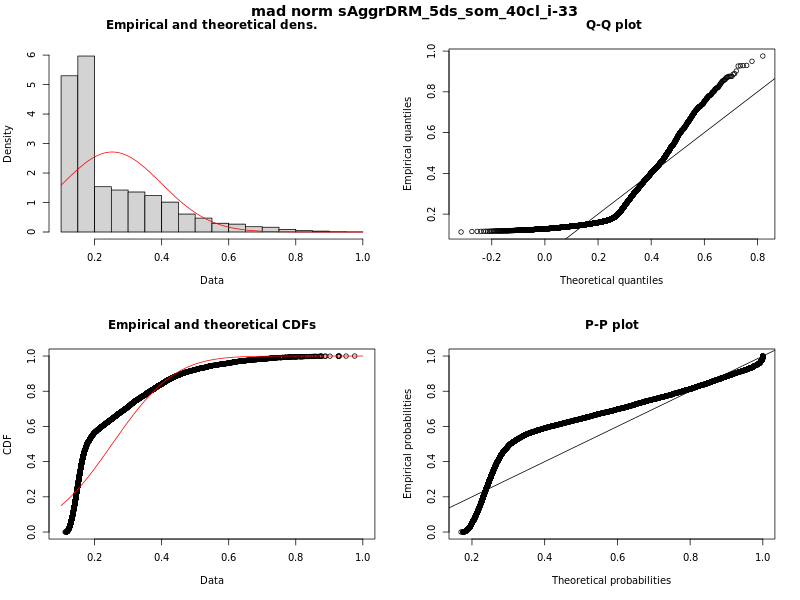 mad norm sAggrDRM_5ds_som_40cl_i-33
Empirical and theoretical dens.
Density
0 1 2 3 4 5 6
0.2 0.4 0.6 0.8 1.0
Data
Q-Q plot
Empirical quantiles
0.2 0.4 0.6 0.8 1.0
-0.2 0.0 0.2 0.4 0.6 0.8
Theoretical quantiles
Empirical and theoretical CDFs
CDF
0.0 0.2 0.4 0.6 0.8 1.0
0.2 0.4 0.6 0.8 1.0
Data
P-P plot
Empirical probabilities
0.0 0.2 0.4 0.6 0.8 1.0
0.2 0.4 0.6 0.8 1.0
Theoretical probabilities